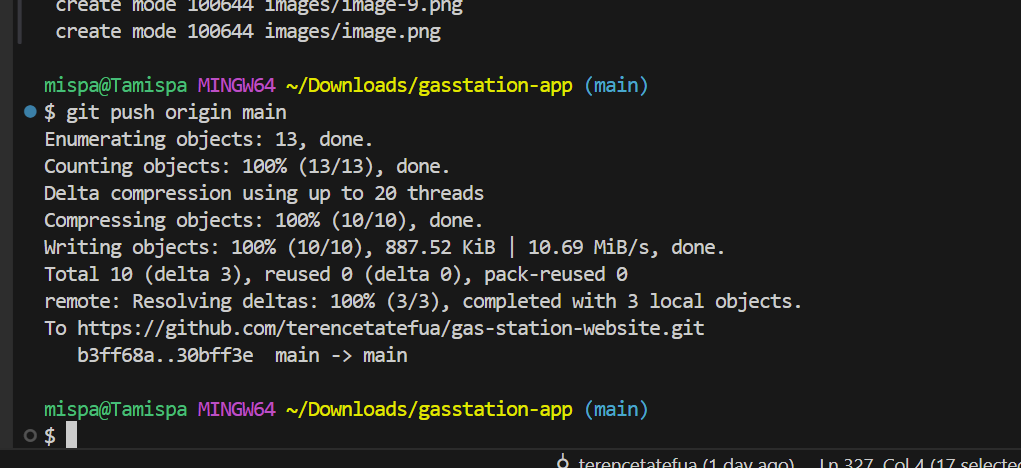 create mode 100644 images/image-9.png
create mode 100644 images/image.png
mispa@Tamispa MINGW64 ~/Downloads/gasstation-app (main)
$ git push origin main
Enumerating objects: 13, done.
Counting objects: 100% (13/13), done.
Delta compression using up to 20 threads
Compressing objects: 100% (10/10), done.
Writing objects: 100% (10/10), 887.52 KiB | 10.69 MiB/s, done.
Total 10 (delta 3), reused 0 (delta 0), pack-reused 0
remote: Resolving deltas: 100% (3/3), completed with 3 local objects.
To https://github.com/terencetatefua/gas-station-website.git
b3ff68a..30bff3e  main -> main
mispa@Tamispa MINGW64 ~/Downloads/gasstation-app (main)
$
terencetatefua (1 day ago) Ln 327, Col 4 (17 selected